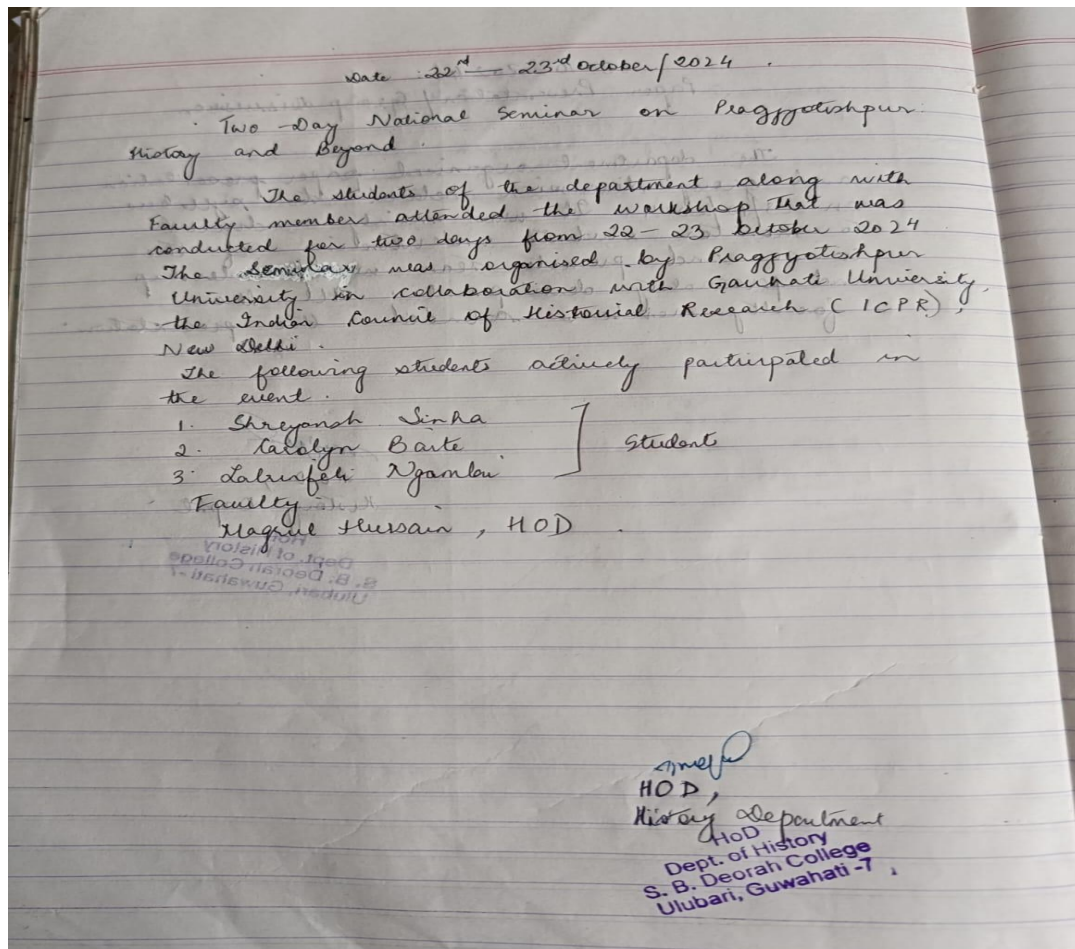 Date 22nd - 23rd October/2024.
Two-Day National Seminar on Pragjyotishpur
History and Beyond.
The students of the department along with
Faculty member attended the workshop that was
conducted for two days from 22-23 October 2024
The Seminar was organised by Pragjyotishpur
University in collaboration with Gauhati University,
the Indian Council of Historial Research (ICPR),
New Delhi.
The following students actively participated in
the event.
1. Shreyansh Sinha
2. Carolyn Baite
3.
Students
Faculty
Hussain, HOD.
HOD,
History Department
HoD
Dept. of History
S. B. Deorah College
Ulubari, Guwahati-7